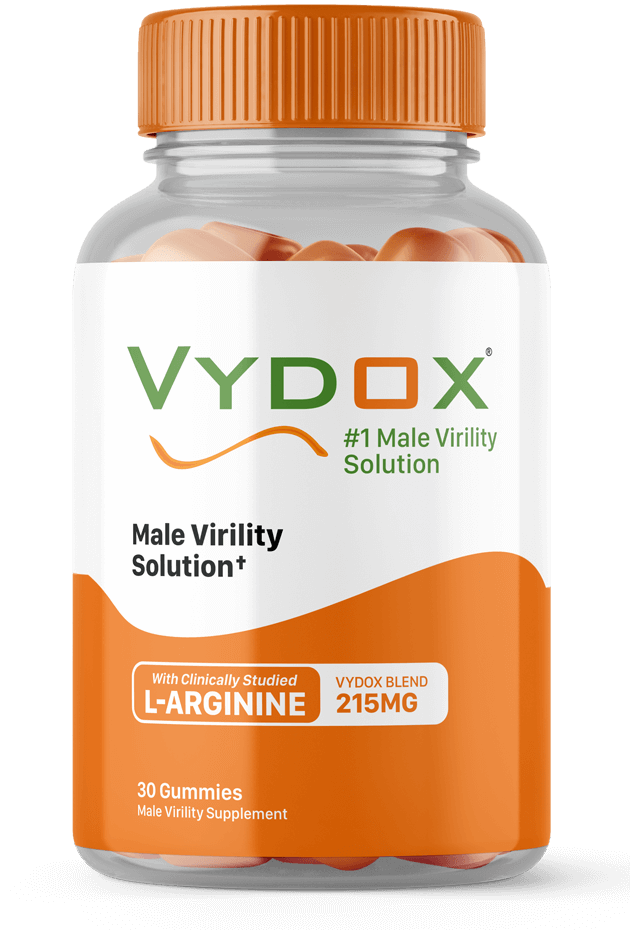 VYDOX®
#1 Male Virility
Solution
Male Virility
Solution†
With Clinically Studied
L-ARGININE
VYDOX BLEND
215MG
30 Gummies
Male Virility Supplement